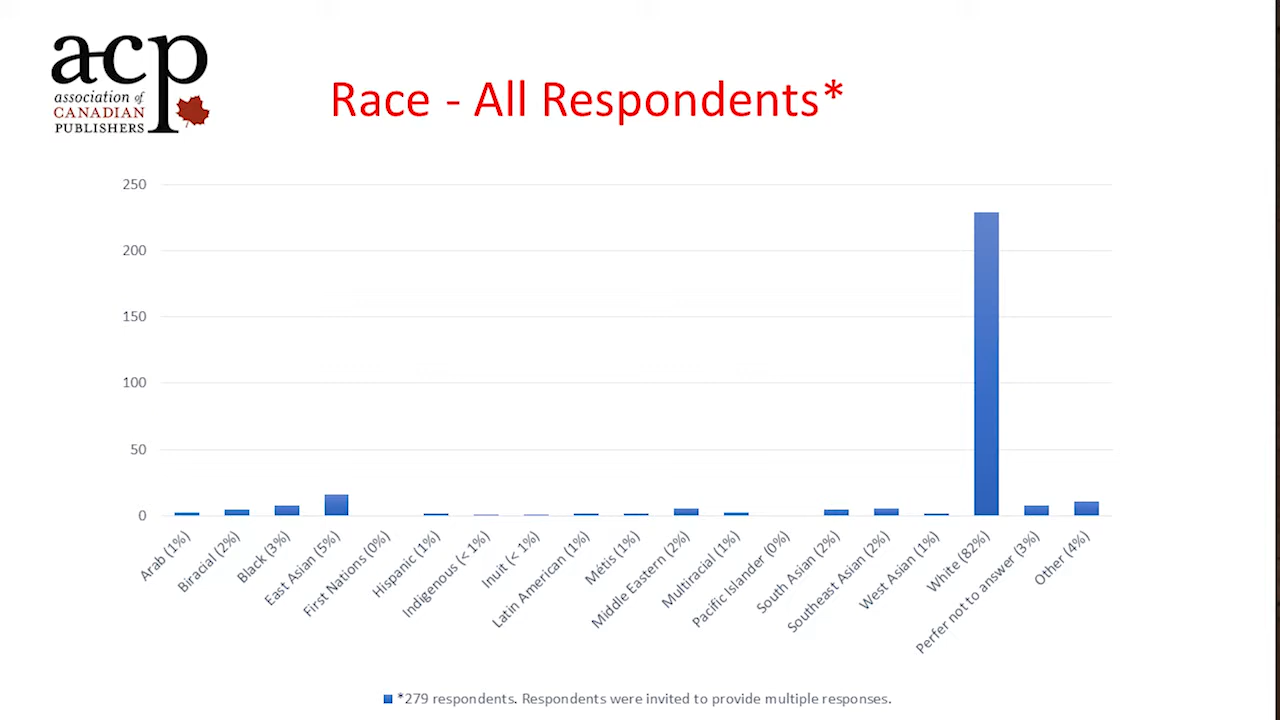 acp
association of
CANADIAN
PUBLISHERS
Race - All Respondents*
250
200
150
100
50
0
Arab (1%)
Biracial (2%)
Black (3%)
East Asian (5%)
First Nations (0%)
Hispanic (1%)
Indigenous (< 1%)
Inuit (< 1%)
Latin American (1%)
Métis (1%)
Middle Eastern (2%)
Multiracial (1%)
Pacific Islander (0%)
South Asian (2%)
Southeast Asian (2%)
West Asian (1%)
White (82%)
Perfer not to answer (3%)
Other (4%)
*279 respondents. Respondents were invited to provide multiple responses.